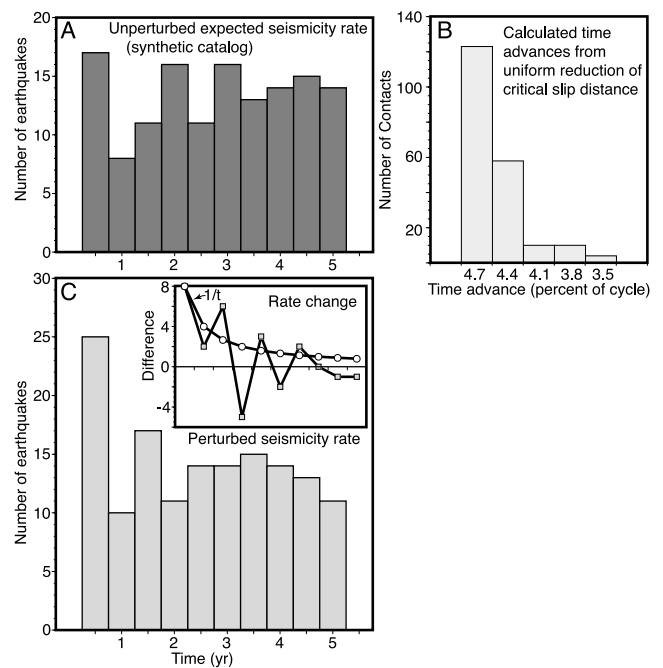 A
Unperturbed expected seismicity rate
(synthetic catalog)
Number of earthquakes
20
15
10
5
0
1
2
3
4
5
B
Calculated time
advances from
uniform reduction of
critical slip distance
Number of Contacts
140
100
60
20
4.7
4.4
4.1
3.8
3.5
Time advance (percent of cycle)
C
Number of earthquakes
30
25
20
15
10
5
0
1
2
3
4
5
Time (yr)
Rate change
~1/t
Difference
8
4
0
-4
Perturbed seismicity rate